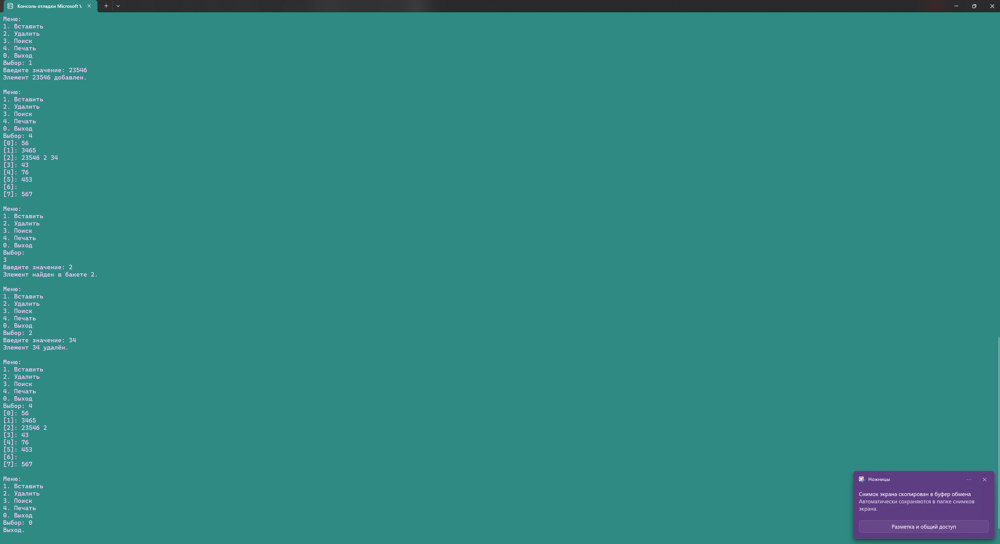 Консоль отладки Microsoft V
Меню:
1. Вставить
2. Удалить
3. Поиск
4. Печать
0. Выход
Выбор: 1
Введите значение: 23546
Элемент 23546 добавлен.
Меню:
1. Вставить
2. Удалить
3. Поиск
4. Печать
0. Выход
Выбор: 4
[0]: 56
[1]: 3465
[2]: 23546 2 34
[3]: 43
[4]: 76
[5]: 453
[6]:
[7]: 567
Меню:
1. Вставить
2. Удалить
3. Поиск
4. Печать
0. Выход
Выбор:
3
Введите значение: 2
Элемент найден в бакете 2.
Меню:
1. Вставить
2. Удалить
3. Поиск
4. Печать
0. Выход
Выбор: 2
Введите значение: 34
Элемент 34 удалён.
Меню:
1. Вставить
2. Удалить
3. Поиск
4. Печать
0. Выход
Выбор: 4
[0]: 56
[1]: 3465
[2]: 23546 2
[3]: 43
[4]: 76
[5]: 453
[6]:
[7]: 567
Меню:
1. Вставить
2. Удалить
3. Поиск
4. Печать
0. Выход
Выбор: 0
Выход.
Ножницы
Снимок экрана скопирован в буфер обмена
Автоматически сохраняются в папке снимков
экрана.
Разметка и общий доступ